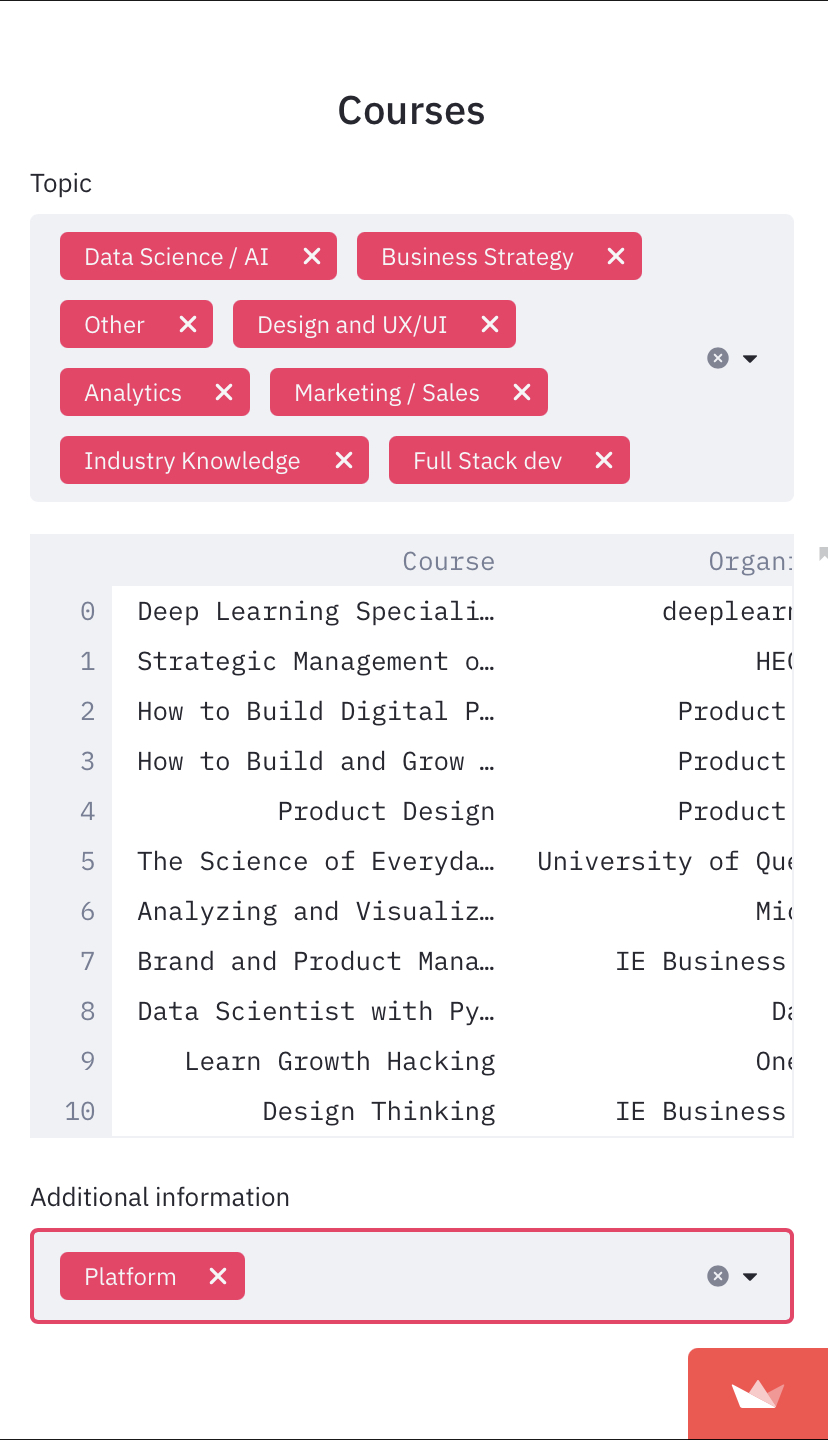 Courses
Topic
Data Science / AI Business Strategy
Other Design and UX/UI
Analytics Marketing / Sales
Industry Knowledge Full Stack dev
Course Organi
0 Deep Learning Speciali… deeplearn
1 Strategic Management o… HEC
2 How to Build Digital P… Product
3 How to Build and Grow … Product
4 Product Design Product
5 The Science of Everyda… University of Que
6 Analyzing and Visualiz… Mic
7 Brand and Product Mana… IE Business
8 Data Scientist with Py… Da
9 Learn Growth Hacking One
10 Design Thinking IE Business
Additional information
Platform